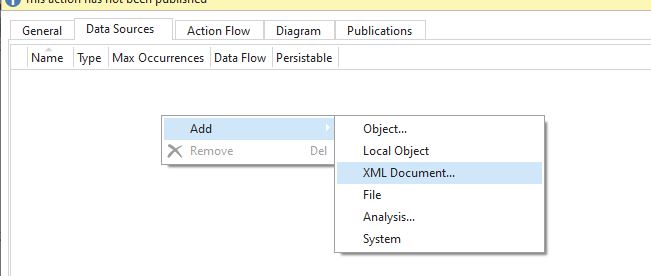 This action has not been published
General Data Sources Action Flow Diagram Publications
Name Type Max Occurrences Data Flow Persistable
Add
Remove Del
Object...
Local Object
XML Document...
File
Analysis...
System